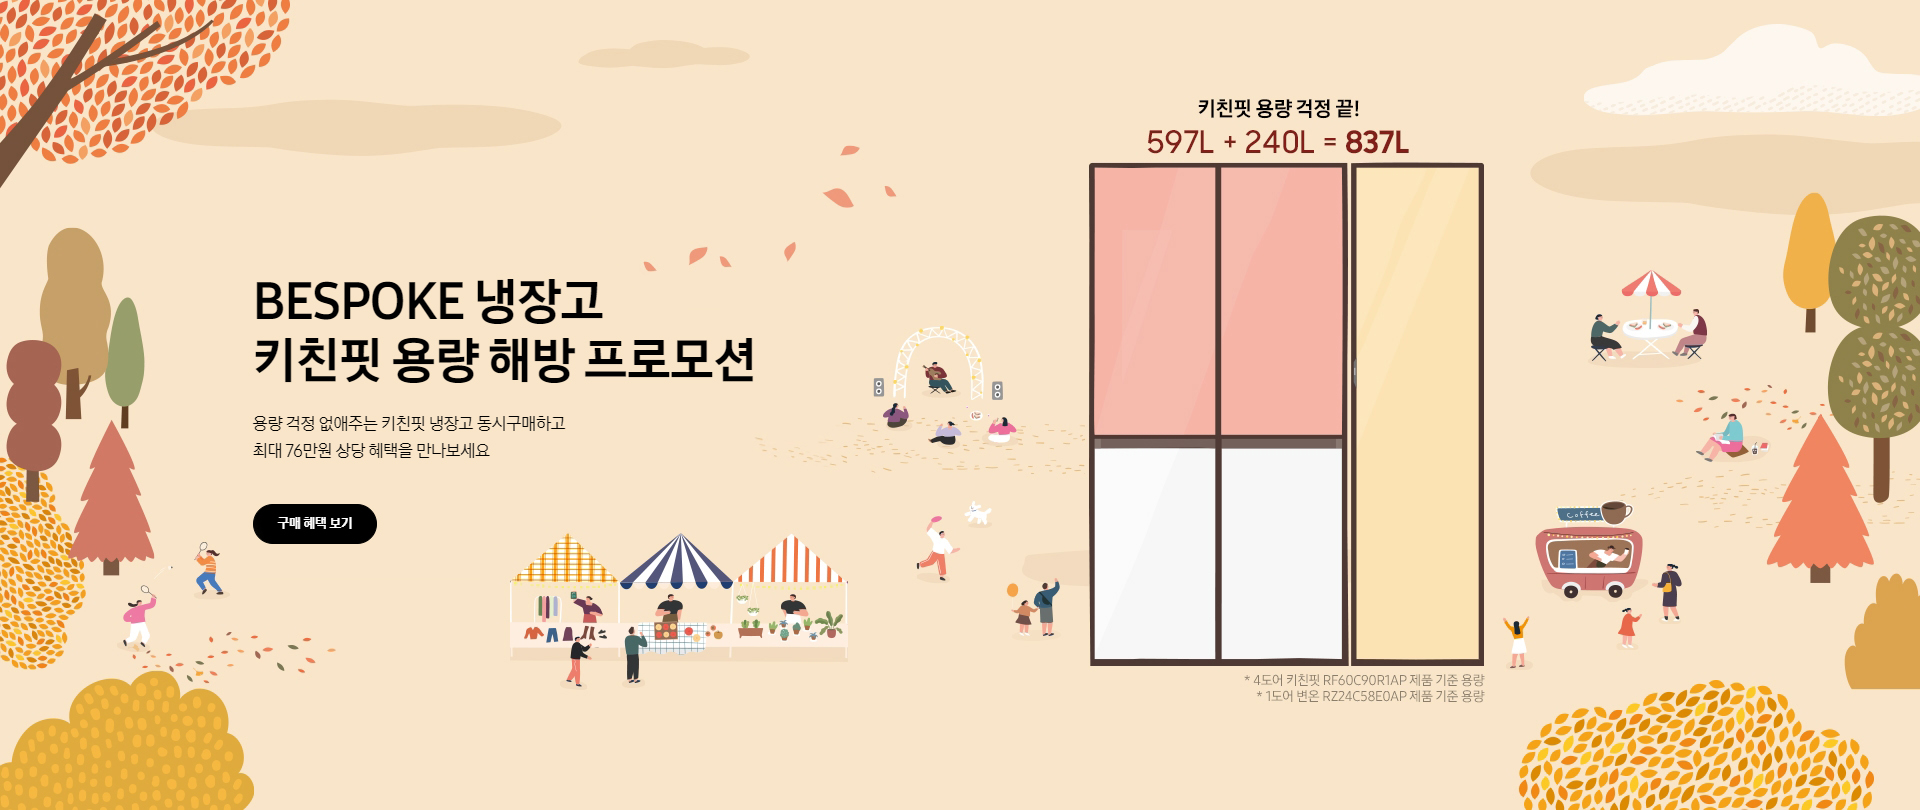 키친핏 용량 걱정 끝!
597L + 240L = 837L
BESPOKE 냉장고
키친핏 용량 해방 프로모션
용량 걱정 없애주는 키친핏 냉장고 동시구매하고
최대 76만원 상당 혜택을 만나보세요
구매 혜택 보기
Coffee
* 4도어 키친핏 RF60C90R1AP 제품 기준 용량
* 1도어 변온 RZ24C58E0AP 제품 기준 용량